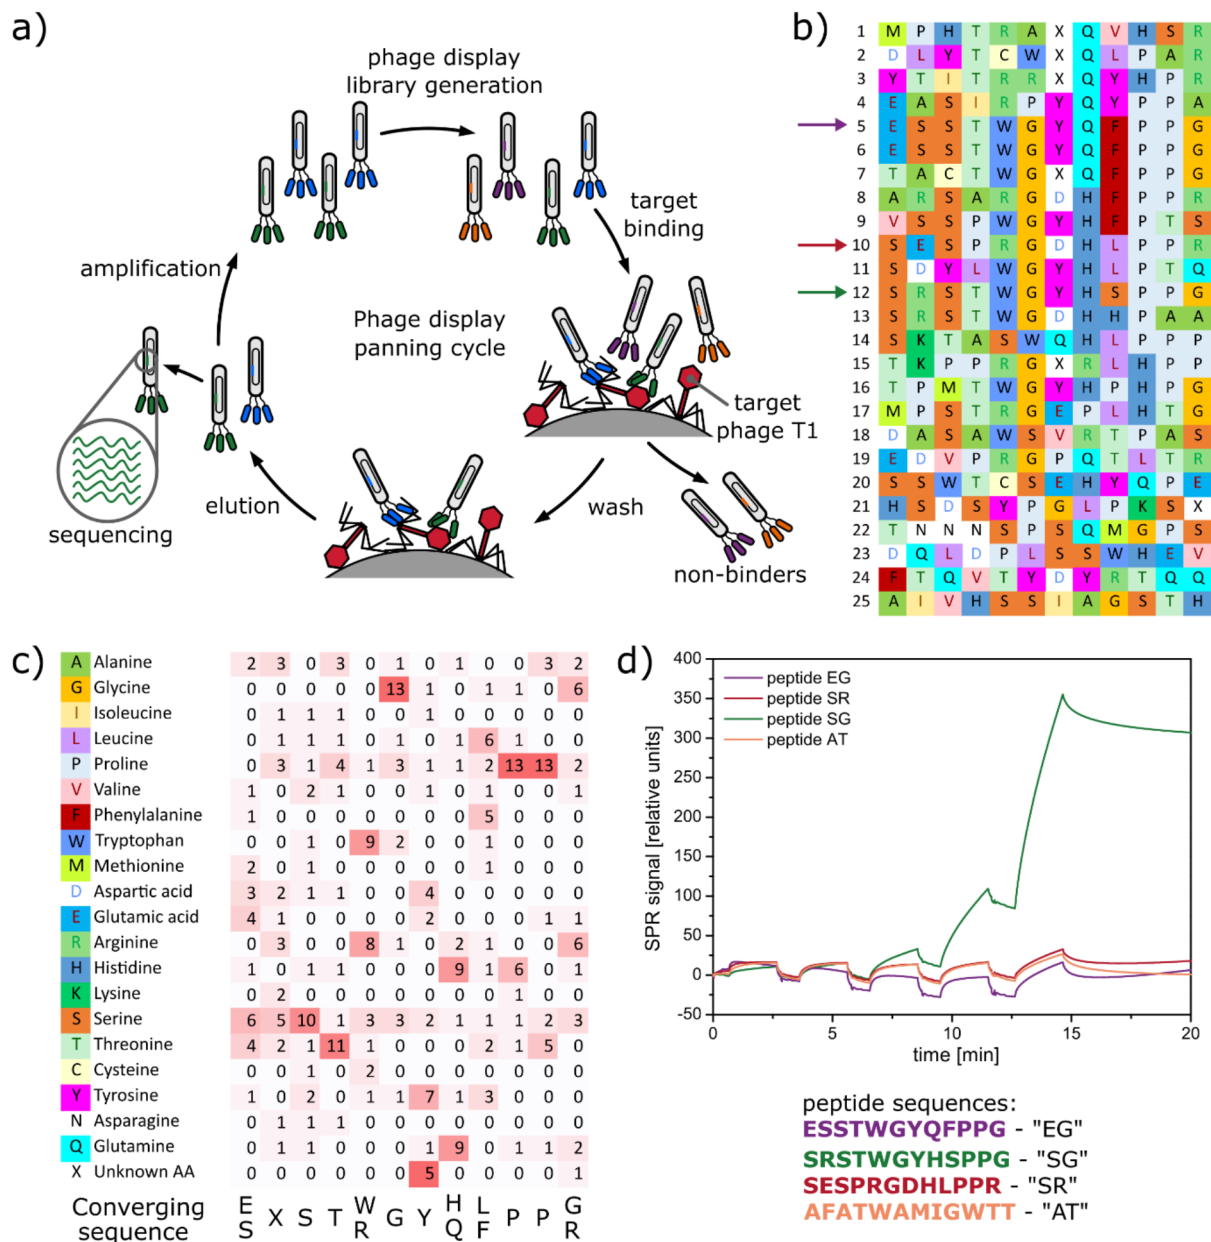 a)
phage display
library generation
target
binding
amplification
Phage display
panning cycle
target
phage T1
sequencing
elution
wash
non-binders
b)
1 M P H T R A X Q V H S R
2 D L Y T C W X Q L P A R
3 Y T I T R R X Q Y H P R
4 E A S I R P Y Q Y P P A
5 E S S T W G Y Q F P P G
6 E S S T W G Y Q F P P G
7 T A C T W G X Q F P P G
8 A R S A R G D H F P P R
9 V S S P W G Y H F P T S
10 S E S P R G D H L P P R
11 S D Y L W G Y H L P T Q
12 S R S T W G Y H S P P G
13 S R S T W G D H H P A A
14 S K T A S W Q H L P P P
15 T K P P R G X R L H P P
16 T P M T W G Y H P H P G
17 M P S T R G E P L H T G
18 D A S A W S V R T P A S
19 E D V P R G P Q T L T R
20 S S W T C S E H Y Q P E
21 H S D S Y P G L P K S X
22 T N N N S P S Q M G P S
23 D Q L D P L S S W H E V
24 F T Q V T Y D Y R T Q Q
25 A I V H S S I A G S T H
c)
A Alanine 2 3 0 3 0 1 0 1 0 0 3 2
G Glycine 0 0 0 0 0 13 1 0 1 1 0 6
I Isoleucine 0 1 1 1 0 0 1 0 0 0 0 0
L Leucine 0 1 1 1 0 1 0 1 6 1 0 0
P Proline 0 3 1 4 1 3 1 1 2 13 13 2
V Valine 1 0 2 1 0 0 1 0 1 0 0 1
F Phenylalanine 1 0 0 0 0 0 0 0 5 0 0 0
W Tryptophan 0 0 1 0 9 2 0 0 1 0 0 0
M Methionine 2 0 1 0 0 0 0 0 1 0 0 0
D Aspartic acid 3 2 1 1 0 0 4 0 0 0 0 0
E Glutamic acid 4 1 0 0 0 0 2 0 0 0 1 1
R Arginine 0 3 0 0 8 1 0 2 1 0 0 6
H Histidine 1 0 1 1 0 0 0 9 1 6 0 1
K Lysine 0 2 0 0 0 0 0 0 0 1 0 0
S Serine 6 5 10 1 3 3 2 1 1 1 2 3
T Threonine 4 2 1 11 1 0 0 0 2 1 5 0
C Cysteine 0 0 1 0 2 0 0 0 0 0 0 0
Y Tyrosine 1 0 2 0 1 1 7 1 3 0 0 0
N Asparagine 0 1 1 1 0 0 0 0 0 0 0 0
Q Glutamine 0 1 1 0 0 0 1 9 0 1 1 2
X Unknown AA 0 0 0 0 0 0 5 0 0 0 0 1
Converging
sequence
E X S T W G Y H L P P G
S R Q F R
d)
SPR signal [relative units]
400
350
300
250
200
150
100
50
25
0
-50
0 5 10 15 20
time [min]
peptide EG
peptide SR
peptide SG
peptide AT
peptide sequences:
ESSTWGYQFPPG - "EG"
SRSTWGYHSPPG - "SG"
SESPRGDHLPPR - "SR"
AFATWAMIGWTT - "AT"